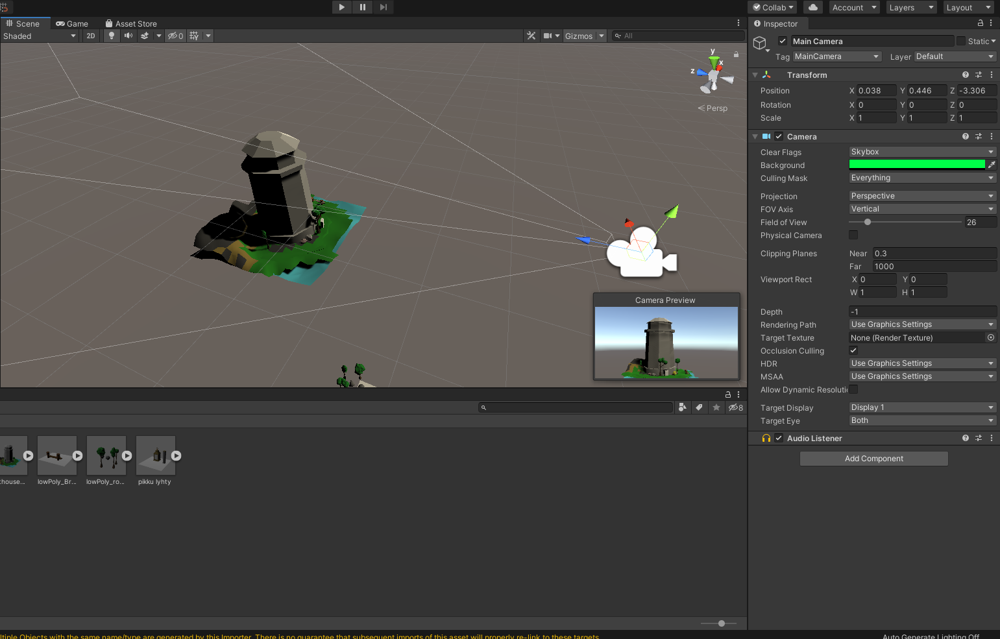 Collab
Account
Layers
Layout
Scene
Game
Asset Store
Inspector
Shaded
2D
0
Gizmos
All
Main Camera
Static
Tag MainCamera
Layer Default
y
x
z
Persp
Transform
Position X 0.038 Y 0.446 Z -3.306
Rotation X 0 Y 0 Z 0
Scale X 1 Y 1 Z 1
Camera
Clear Flags Skybox
Background
Culling Mask Everything
Projection Perspective
FOV Axis Vertical
Field of View 26
Physical Camera
Clipping Planes Near 0.3
Far 1000
Viewport Rect X 0 Y 0
W 1 H 1
Camera Preview
Depth -1
Rendering Path Use Graphics Settings
Target Texture None (Render Texture)
Occlusion Culling
HDR Use Graphics Settings
MSAA Use Graphics Settings
Allow Dynamic Resoluti
Target Display Display 1
Target Eye Both
8
Audio Listener
Add Component
thouse...
lowPoly_Br...
lowPoly_ro...
pikku lyhty
ltiple Objects with the same name/type are generated by this Importer. There is no guarantee that subsequent imports of this asset will properly re-link to these targets.
Auto Generate Lighting Off